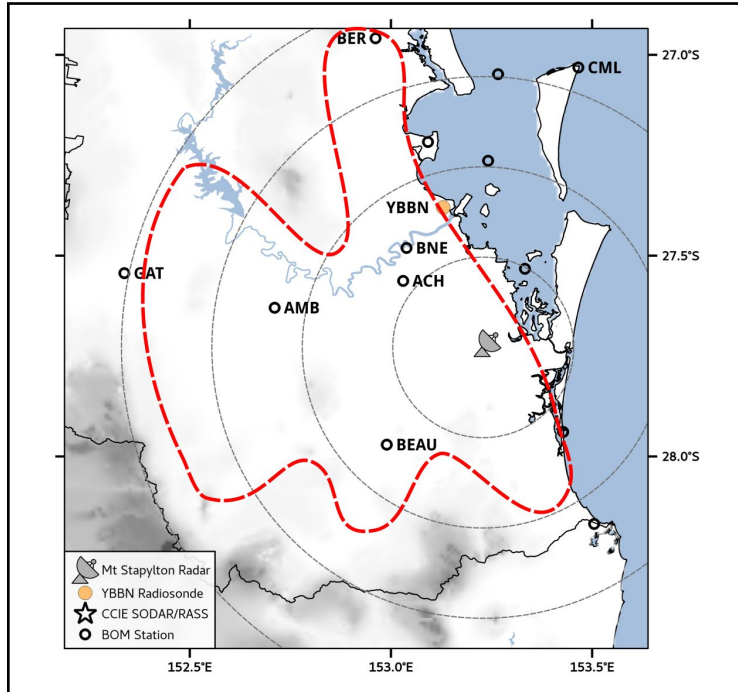 BER
CML
27.0°S
YBBN
BNE
27.5°S
GAT
ACH
AMB
BEAU
28.0°S
Mt Stapylton Radar
YBBN Radiosonde
CCIE SODAR/RASS
BOM Station
152.5°E
153.0°E
153.5°E